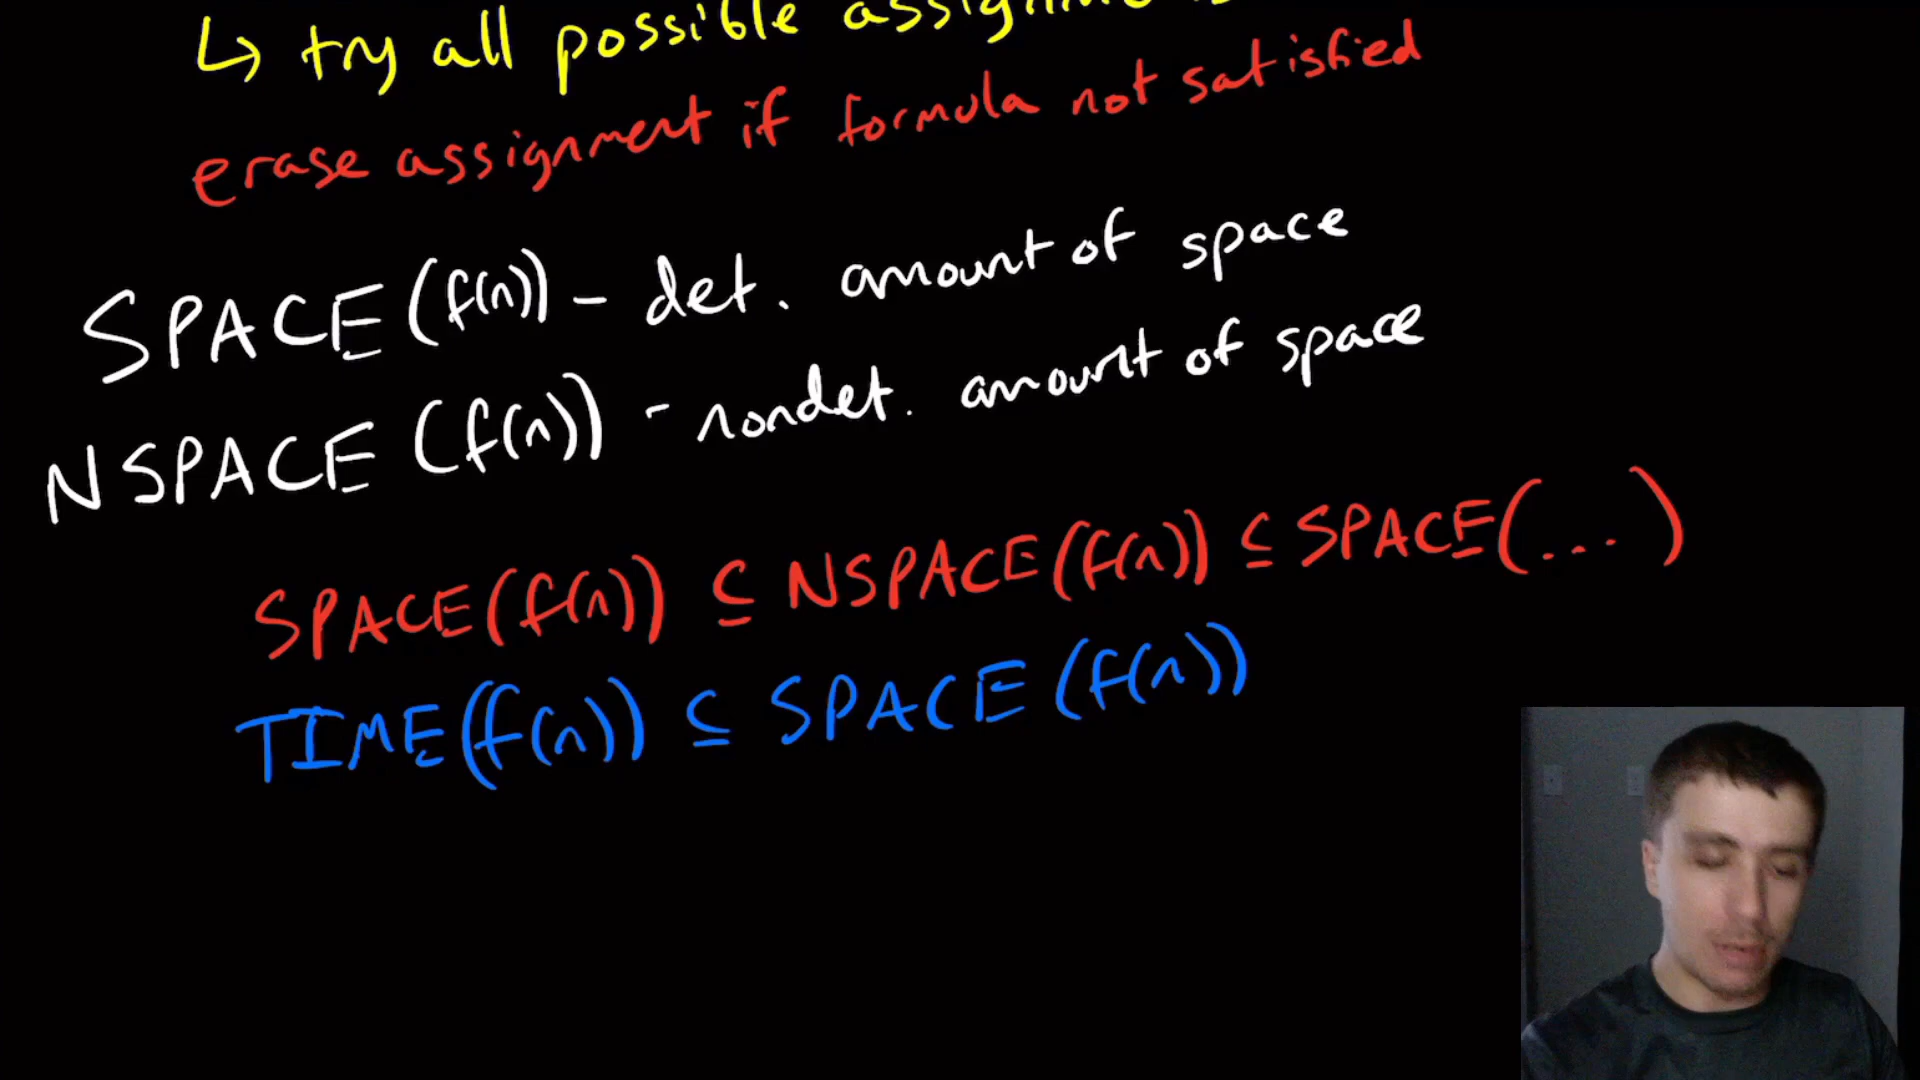 ↳ try all possible
erase assignment if formula not satisfied
SPACE(f(n)) - det. amount of space
NSPACE(f(n)) - nondet. amount of space
SPACE(f(n)) ⊆ NSPACE(f(n)) ⊆ SPACE(...)
TIME(f(n)) ⊆ SPACE(f(n))